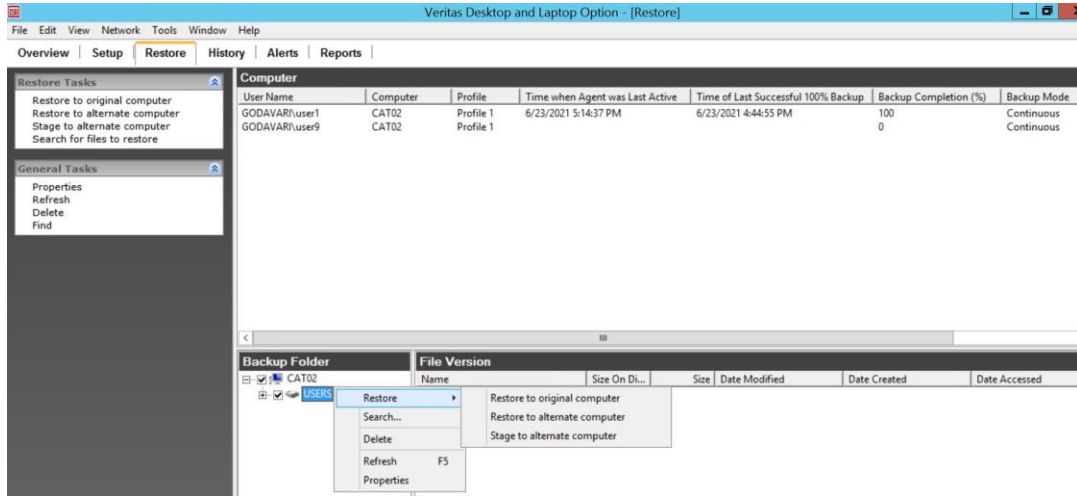 Veritas Desktop and Laptop Option - [Restore]
File Edit View Network Tools Window Help
Overview Setup Restore History Alerts Reports
Restore Tasks
Restore to original computer
Restore to alternate computer
Stage to alternate computer
Search for files to restore
General Tasks
Properties
Refresh
Delete
Find
Computer
User Name Computer Profile Time when Agent was Last Active Time of Last Successful 100% Backup Backup Completion (%) Backup Mode
GODAVARI\user1 CAT02 Profile 1 6/23/2021 5:14:37 PM 6/23/2021 4:44:55 PM 100 Continuous
GODAVARI\user9 CAT02 Profile 1 0 Continuous
Backup Folder
CAT02
USERS
File Version
Name Size On Di... Size Date Modified Date Created Date Accessed
Restore
Search...
Delete
Refresh F5
Properties
Restore to original computer
Restore to alternate computer
Stage to alternate computer